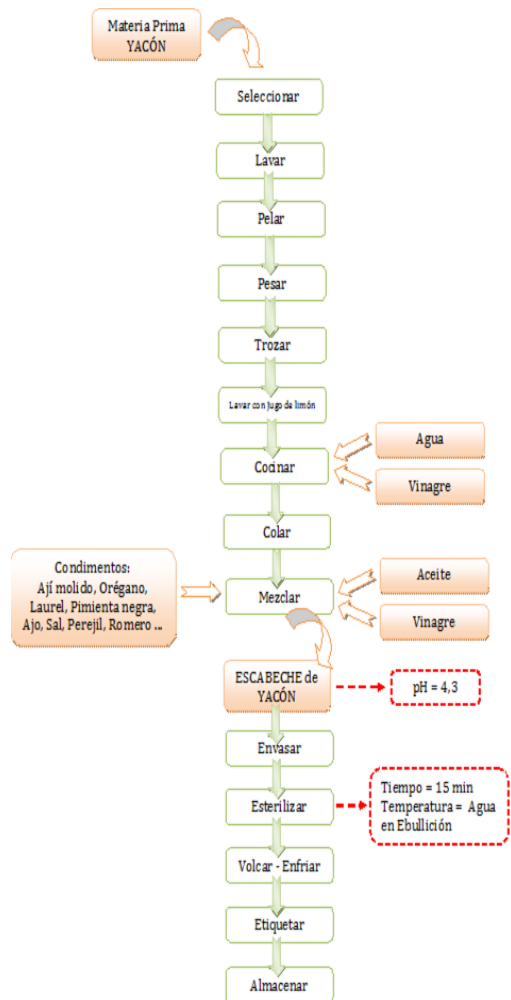 Materia Prima
YACÓN
Seleccionar
Lavar
Pelar
Pesar
Trozar
Lavar con Jugo de limón
Cocinar
Agua
Vinagre
Colar
Condimentos:
Ají molido, Orégano,
Laurel, Pimienta negra,
Ajo, Sal, Perejil, Romero ...
Mezclar
Aceite
Vinagre
ESCABECHE de
YACÓN
pH = 4,3
Envasar
Esterilizar
Tiempo = 15 min
Temperatura = Agua
en Ebullición
Volcar - Enfriar
Etiquetar
Almacenar